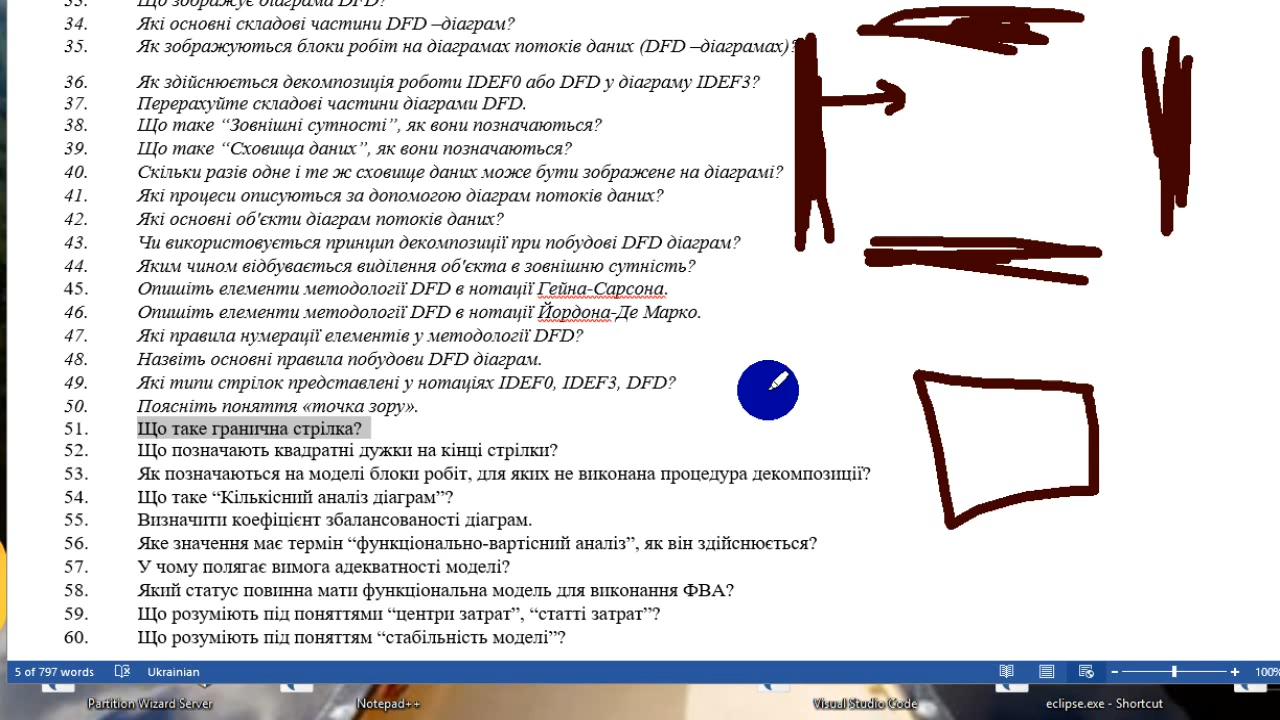 33. Що зображує діаграма DFD?
34. Які основні складові частини DFD –діаграм?
35. Як зображуються блоки робіт на діаграмах потоків даних (DFD –діаграмах)?
36. Як здійснюється декомпозиція роботи IDEF0 або DFD у діаграму IDEF3?
37. Перерахуйте складові частини діаграми DFD.
38. Що таке “Зовнішні сутності”, як вони позначаються?
39. Що таке “Сховища даних”, як вони позначаються?
40. Скільки разів одне і те ж сховище даних може бути зображене на діаграмі?
41. Які процеси описуються за допомогою діаграм потоків даних?
42. Які основні об'єкти діаграм потоків даних?
43. Чи використовується принцип декомпозиції при побудові DFD діаграм?
44. Яким чином відбувається виділення об'єкта в зовнішню сутність?
45. Опишіть елементи методології DFD в нотації Гейна-Сарсона.
46. Опишіть елементи методології DFD в нотації Йордона-Де Марко.
47. Які правила нумерації елементів у методології DFD?
48. Назвіть основні правила побудови DFD діаграм.
49. Які типи стрілок представлені у нотаціях IDEF0, IDEF3, DFD?
50. Поясніть поняття «точка зору».
51. Що таке гранична стрілка?
52. Що позначають квадратні дужки на кінці стрілки?
53. Як позначаються на моделі блоки робіт, для яких не виконана процедура декомпозиції?
54. Що таке “Кількісний аналіз діаграм”?
55. Визначити коефіцієнт збалансованості діаграм.
56. Яке значення має термін “функціонально-вартісний аналіз”, як він здійснюється?
57. У чому полягає вимога адекватності моделі?
58. Який статус повинна мати функціональна модель для виконання ФВА?
59. Що розуміють під поняттями “центри затрат”, “статті затрат”?
60. Що розуміють під поняттям “стабільність моделі”?
5 of 797 words Ukrainian 100%
Partition Wizard Server Notepad++ Visual Studio Code eclipse.exe - Shortcut